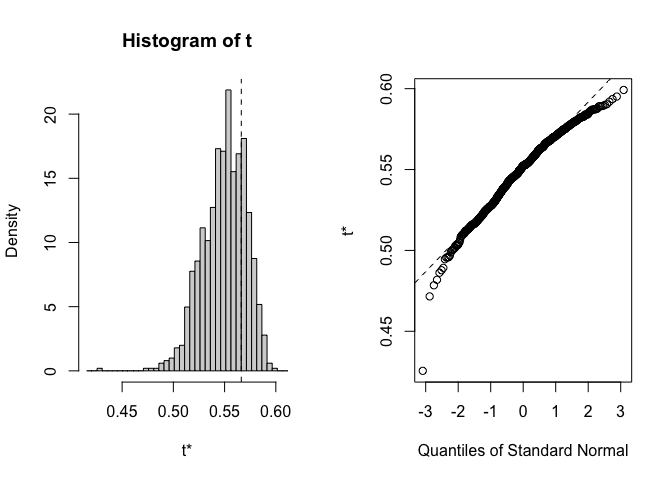 Histogram of t
Density
0 5 10 15 20
0.45 0.50 0.55 0.60
t*
t*
0.45 0.50 0.55 0.60
-3 -2 -1 0 1 2 3
Quantiles of Standard Normal